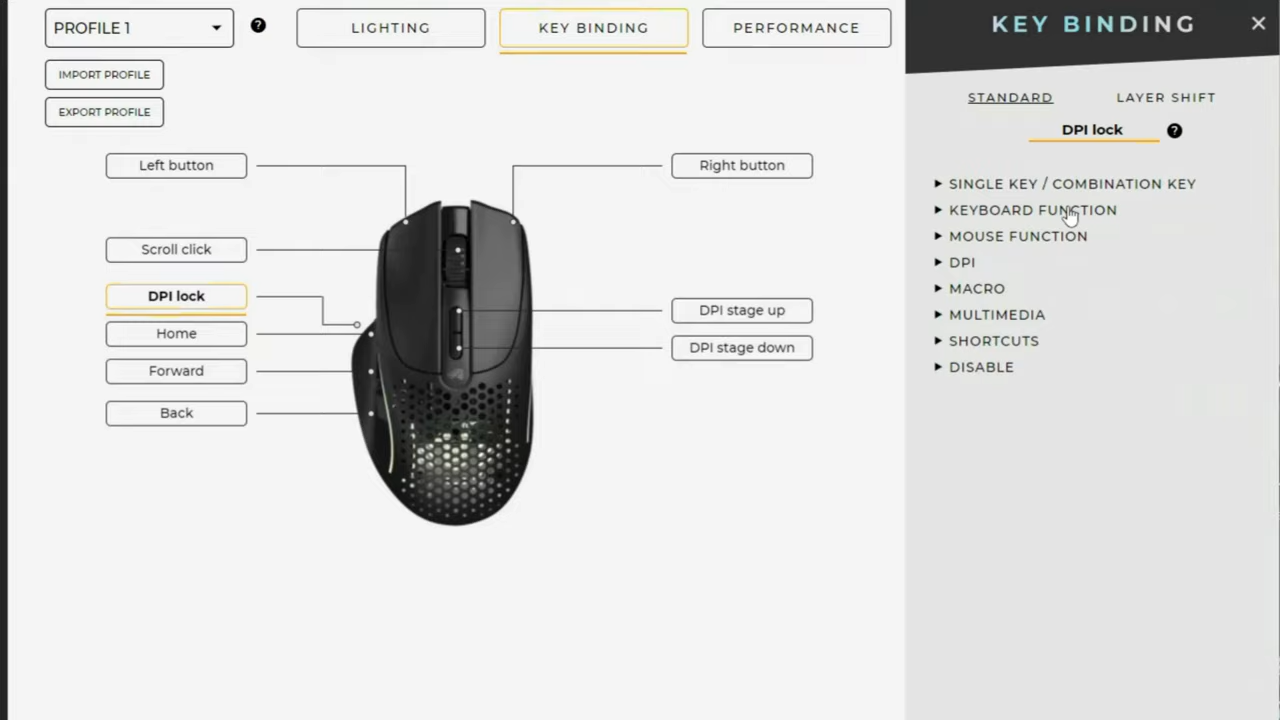 PROFILE 1
?
LIGHTING
KEY BINDING
PERFORMANCE
IMPORT PROFILE
EXPORT PROFILE
Left button
Right button
Scroll click
DPI lock
DPI stage up
Home
DPI stage down
Forward
Back
KEY BINDING
STANDARD
LAYER SHIFT
DPI lock
?
SINGLE KEY / COMBINATION KEY
KEYBOARD FUNCTION
MOUSE FUNCTION
DPI
MACRO
MULTIMEDIA
SHORTCUTS
DISABLE